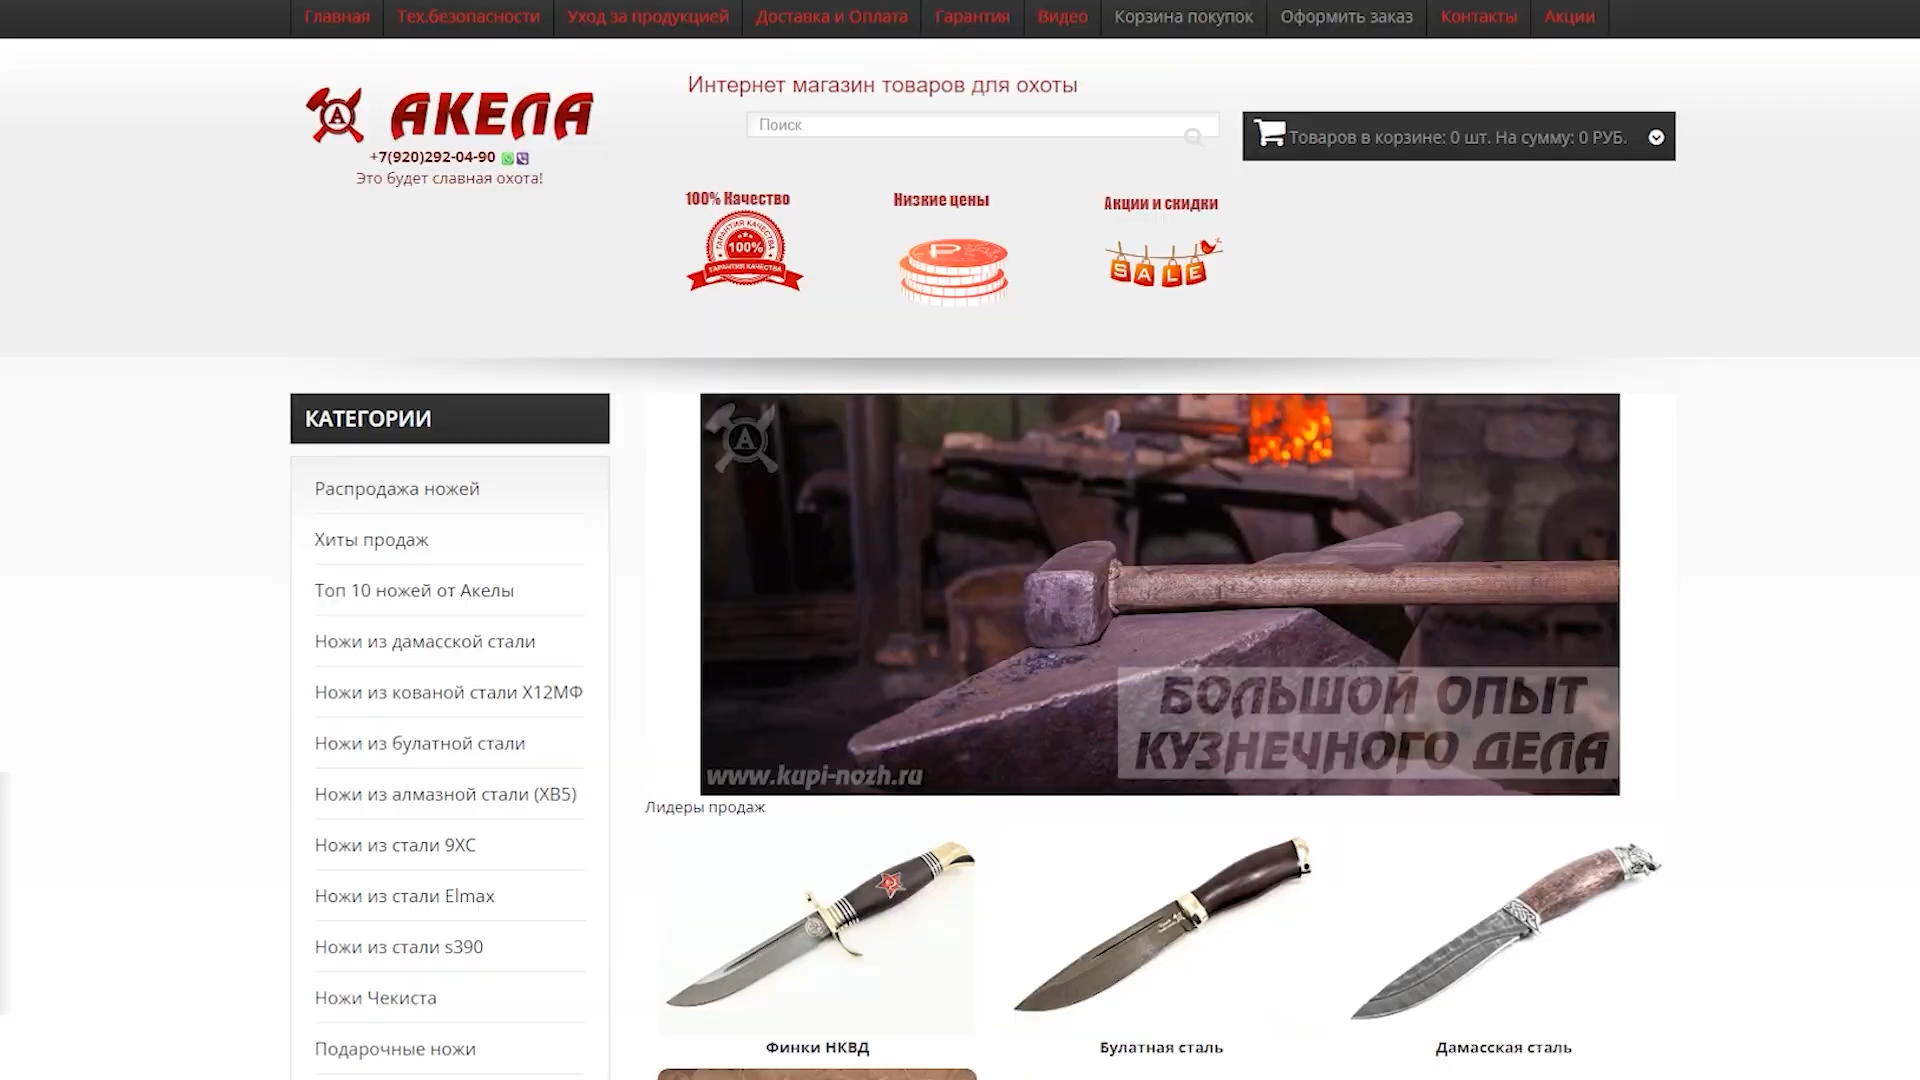 Главная Тех.безопасности Уход за продукцией Доставка и Оплата Гарантия Видео Корзина покупок Оформить заказ Контакты Акции
А АКЕЛА
+7(920)292-04-90
Это будет славная охота!
Интернет магазин товаров для охоты
Поиск
Товаров в корзине: 0 шт. На сумму: 0 РУБ.
100% Качество
ГАРАНТИЯ КАЧЕСТВА
100%
ГАРАНТИЯ КАЧЕСТВА
Низкие цены
Акции и скидки
SALE
КАТЕГОРИИ
Распродажа ножей
Хиты продаж
Топ 10 ножей от Акелы
Ножи из дамасской стали
Ножи из кованой стали Х12МФ
Ножи из булатной стали
Ножи из алмазной стали (ХВ5)
Ножи из стали 9ХС
Ножи из стали Elmax
Ножи из стали s390
Ножи Чекиста
Подарочные ножи
А
БОЛЬШОЙ ОПЫТ
КУЗНЕЧНОГО ДЕЛА
www.kupi-nozh.ru
Лидеры продаж
Финки НКВД
Булатная сталь
Дамасская сталь